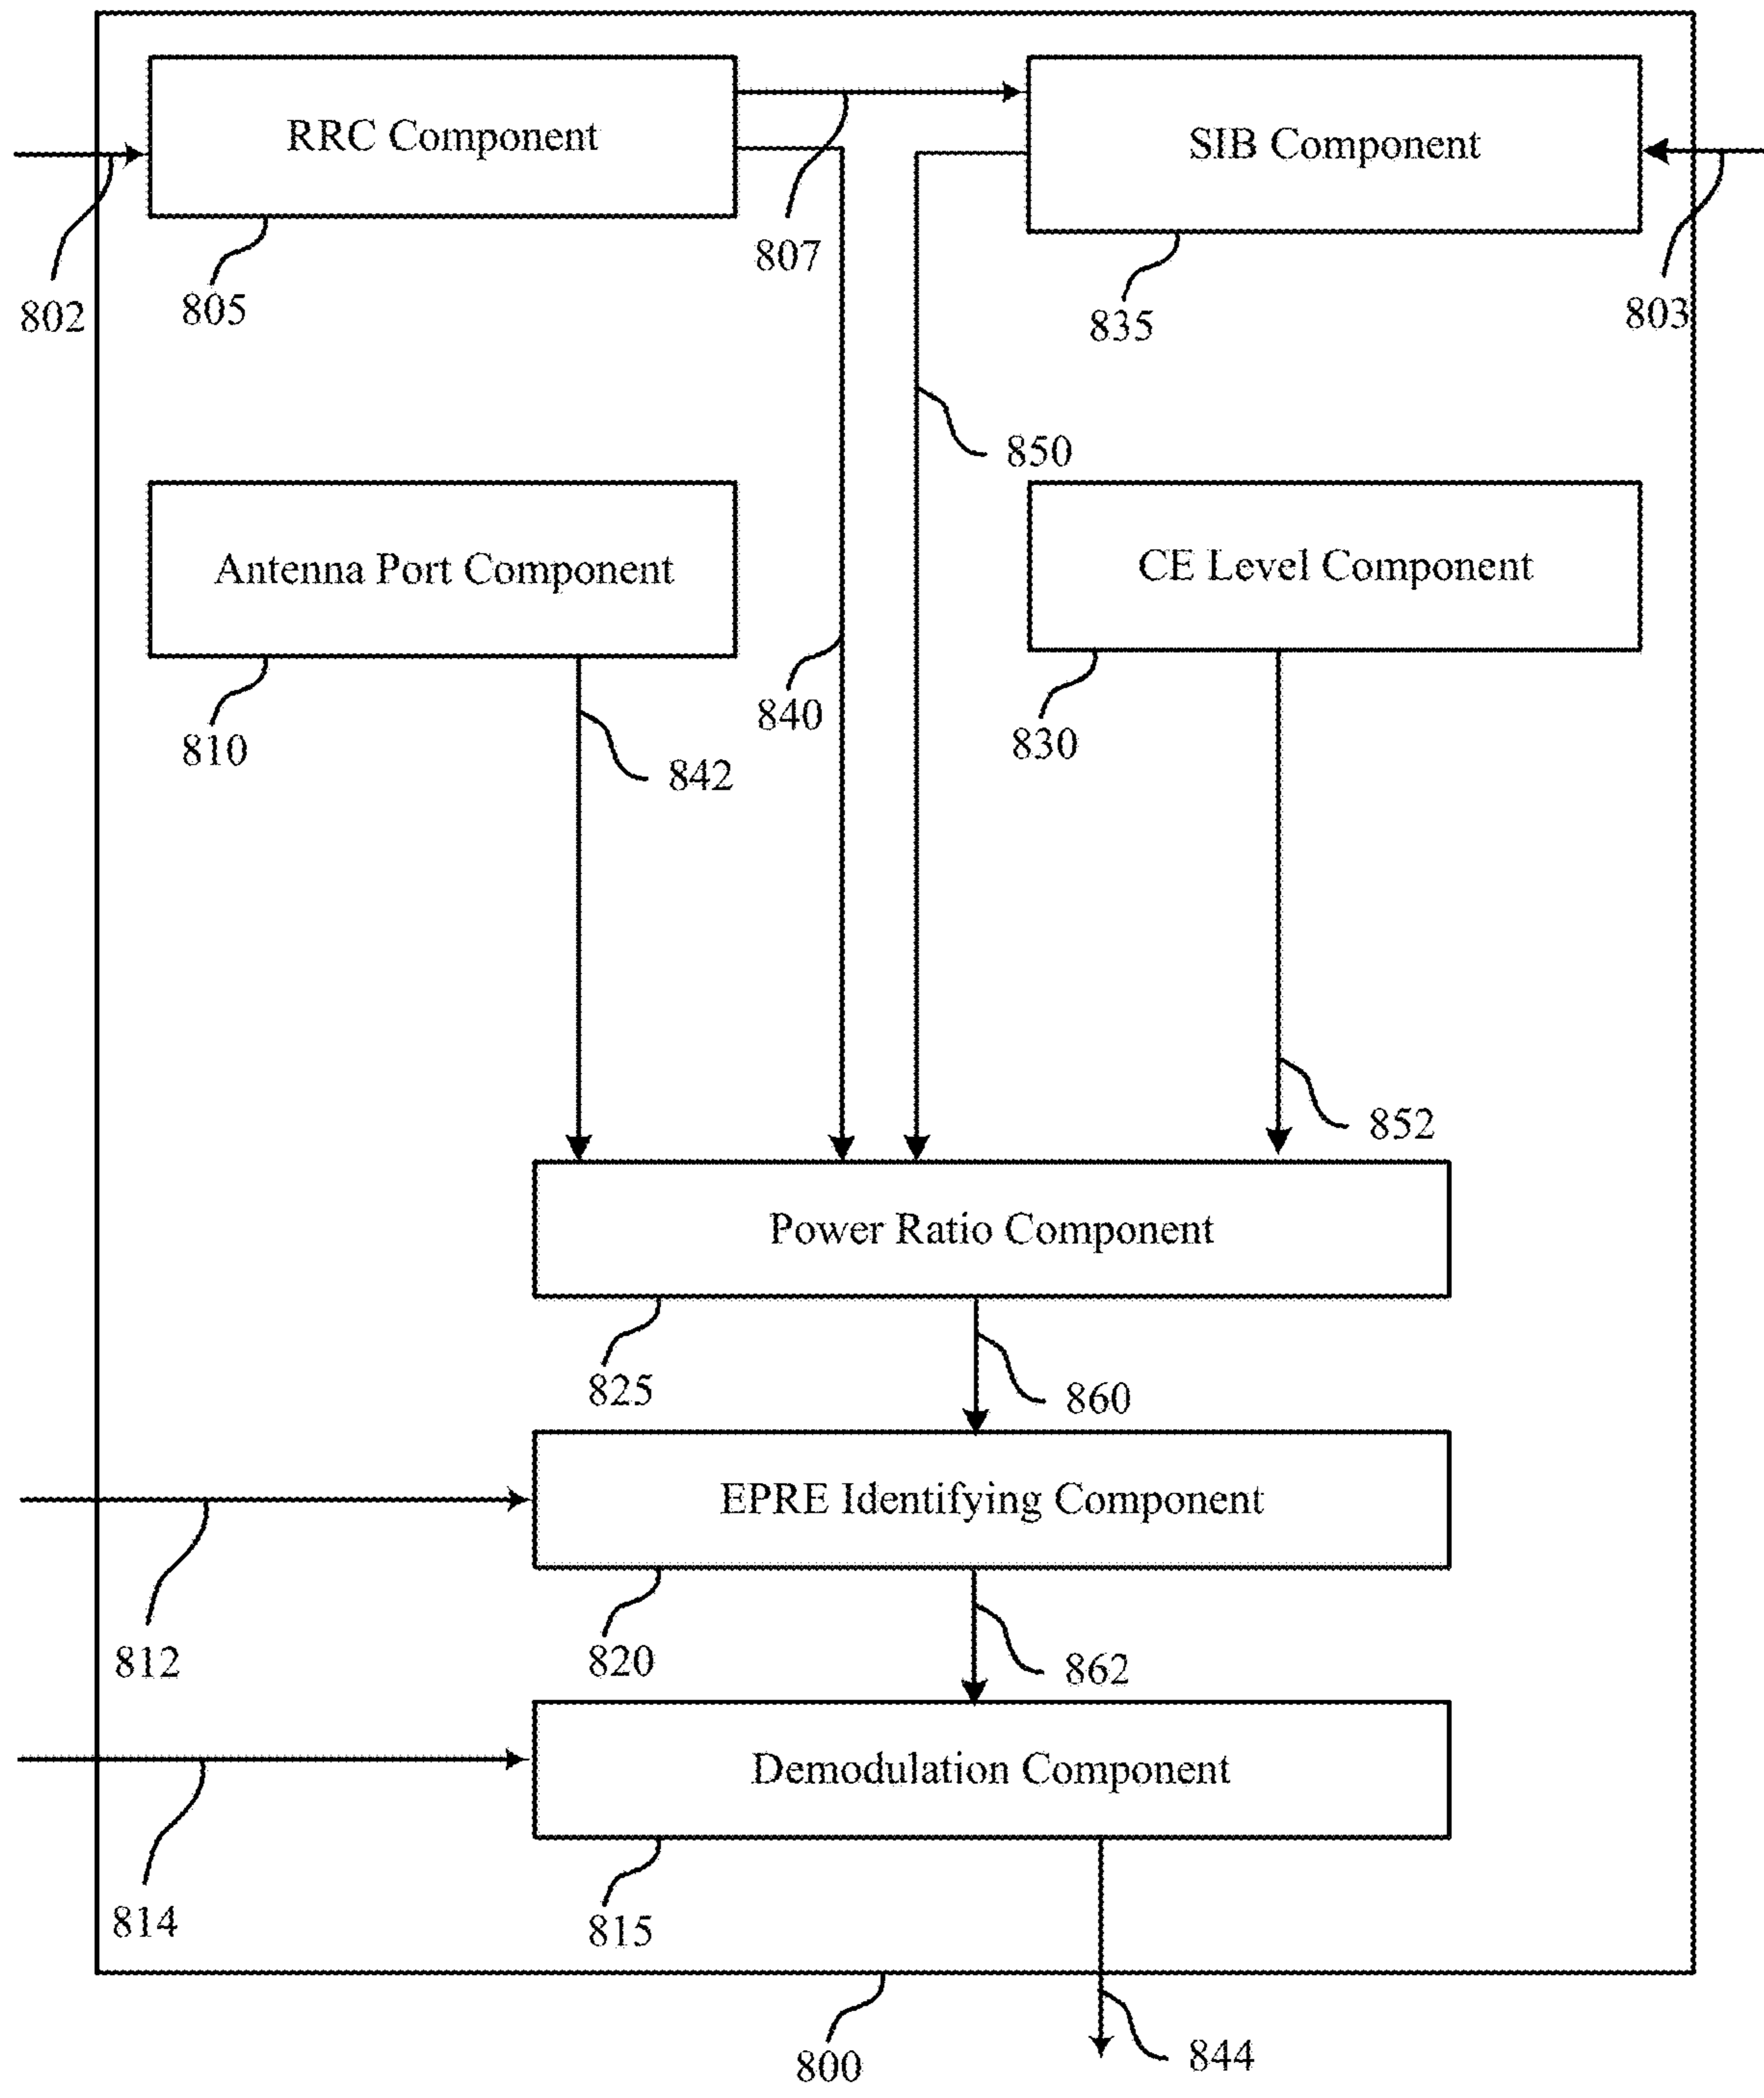 RRC Component
SIB Component
802
805
807
835
803
850
Antenna Port Component
CE Level Component
810
842
840
830
852
Power Ratio Component
825
860
EPRE Identifying Component
812
820
862
Demodulation Component
814
815
800
844